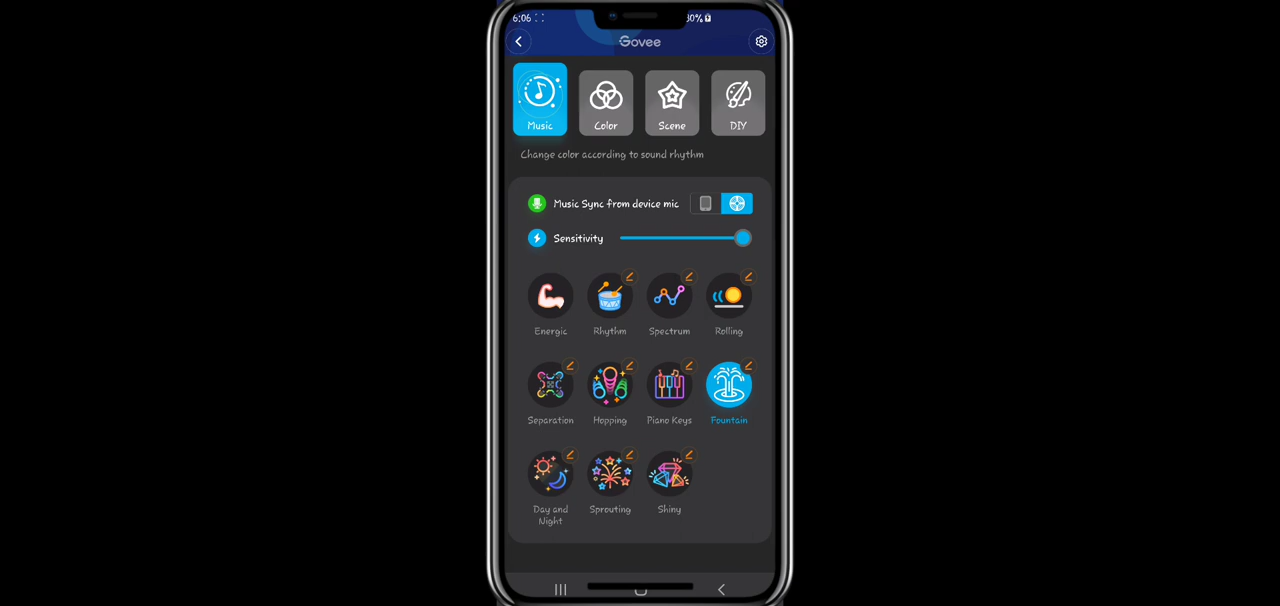 6:06
30%
Govee
Music
Color
Scene
DIY
Change color according to sound rhythm
Music Sync from device mic
Sensitivity
Energic
Rhythm
Spectrum
Rolling
Separation
Hopping
Piano Keys
Fountain
Day and
Night
Sprouting
Shiny